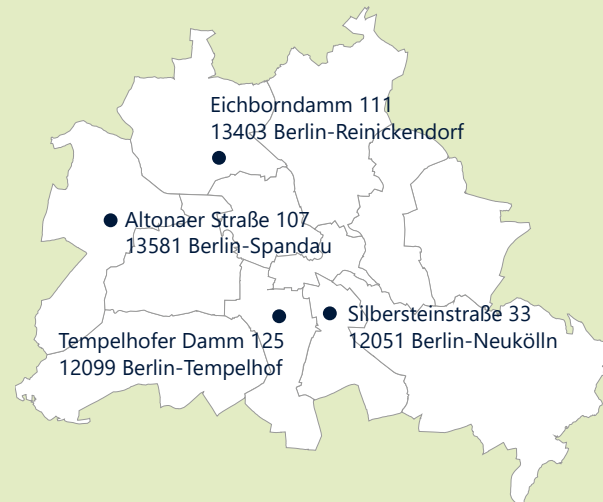 Eichborndamm 111
13403 Berlin-Reinickendorf
Altonaer Straße 107
13581 Berlin-Spandau
Silbersteinstraße 33
12051 Berlin-Neukölln
Tempelhofer Damm 125
12099 Berlin-Tempelhof